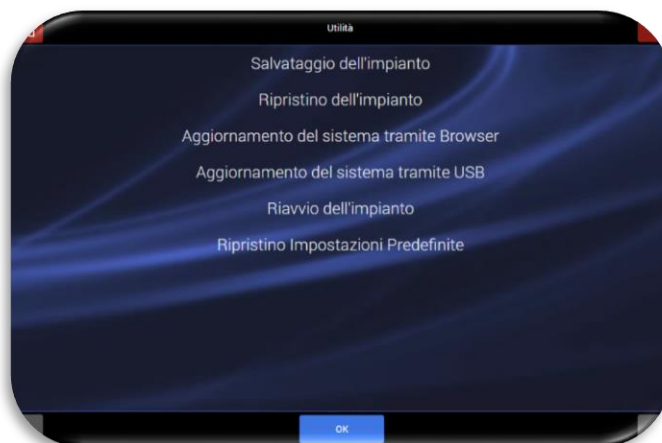 Utilità
Salvataggio dell'impianto
Ripristino dell'impianto
Aggiornamento del sistema tramite Browser
Aggiornamento del sistema tramite USB
Riavvio dell'impianto
Ripristino Impostazioni Predefinite
OK